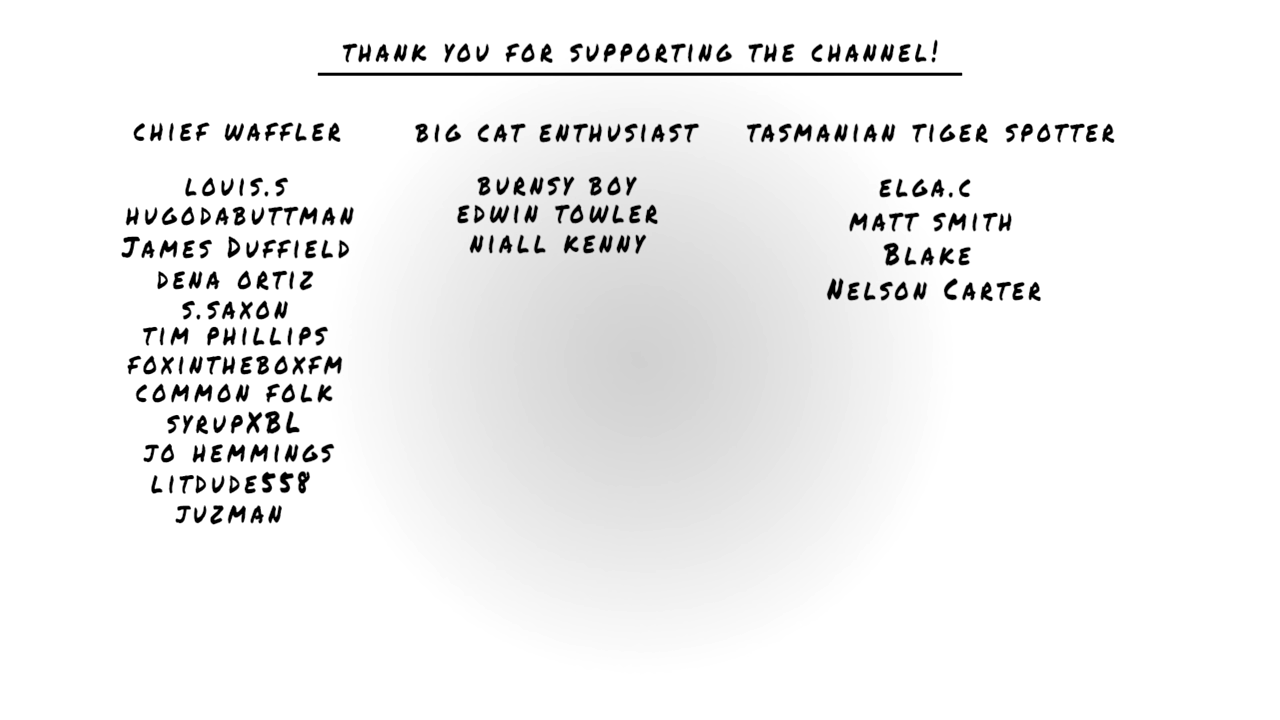 THANK YOU FOR SUPPORTING THE CHANNEL!
CHIEF WAFFLER
LOUIS.S
HUGODABUTTMAN
JAMES DUFFIELD
DENA ORTIZ
S.SAXON
TIM PHILLIPS
FOXINTHEBOXFM
COMMON FOLK
SYRUPXBL
JO HEMMINGS
LITDUDE558
JUZMAN
BIG CAT ENTHUSIAST
BURNSY BOY
EDWIN TOWLER
NIALL KENNY
TASMANIAN TIGER SPOTTER
ELGA.C
MATT SMITH
BLAKE
NELSON CARTER